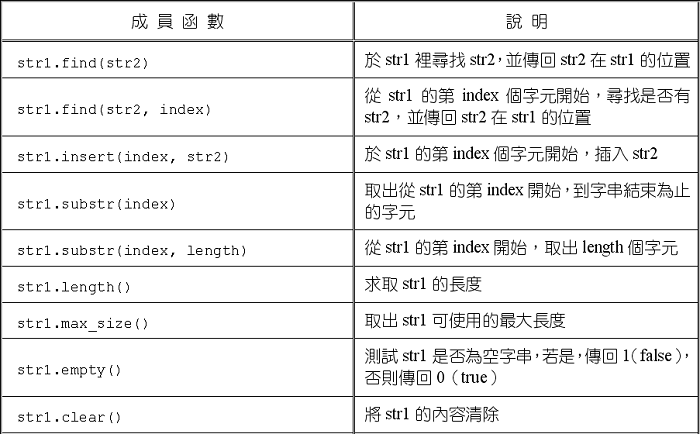 成員函數 說明
str1.find(str2) 於 str1 裡尋找 str2，並傳回 str2 在 str1 的位置
str1.find(str2, index) 從 str1 的第 index 個字元開始，尋找是否有
str2，並傳回 str2 在 str1 的位置
str1.insert(index, str2) 於 str1 的第 index 個字元開始，插入 str2
str1.substr(index) 取出從 str1 的第 index 開始，到字串結束為止
的字元
str1.substr(index, length) 從 str1 的第 index 開始，取出 length 個字元
str1.length() 求取 str1 的長度
str1.max_size() 取出 str1 可使用的最大長度
str1.empty() 測試 str1 是否為空字串，若是，傳回 1（false），
否則傳回 0（true）
str1.clear() 將 str1 的內容清除